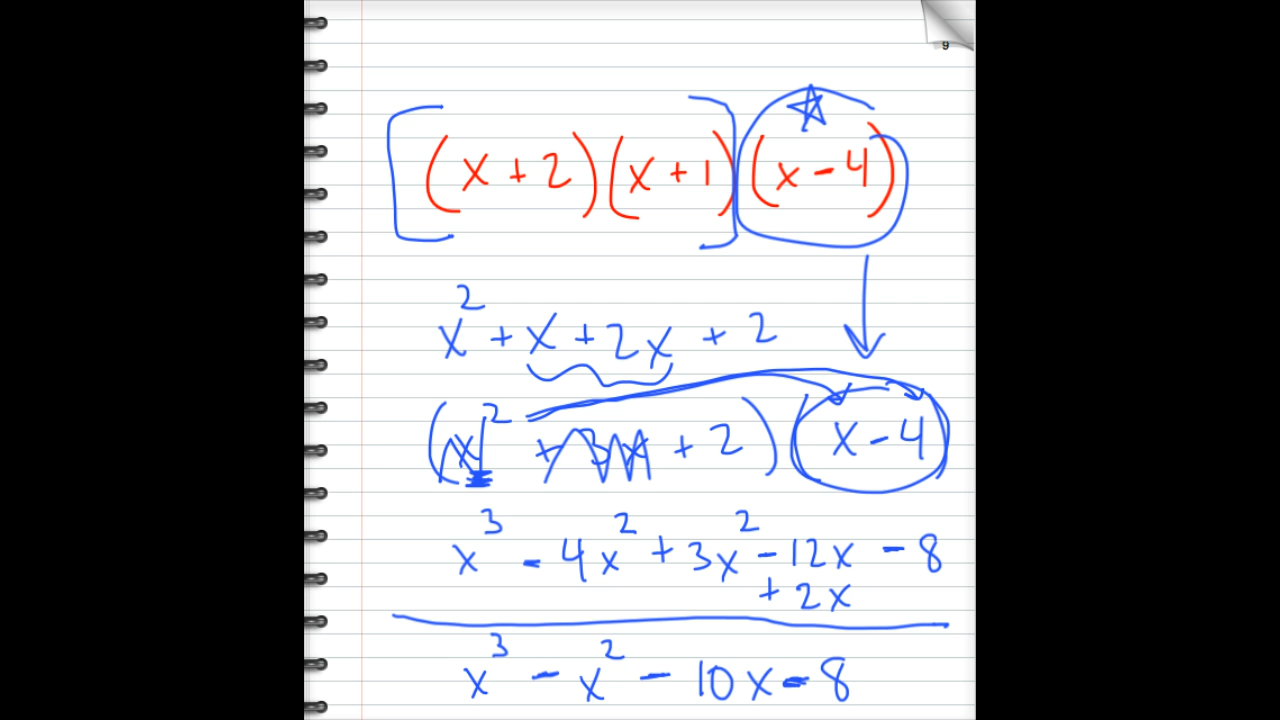 9
(x + 2)(x + 1)(x - 4)
x² + x + 2x + 2
(x² + 3x + 2)(x - 4)
x³ - 4x² + 3x² - 12x - 8
+ 2x
x³ - x² - 10x - 8